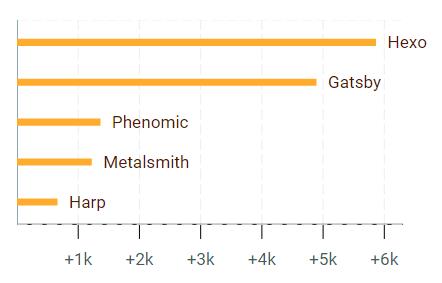 Hexo
Gatsby
Phenomic
Metalsmith
Harp
+1k +2k +3k +4k +5k +6k